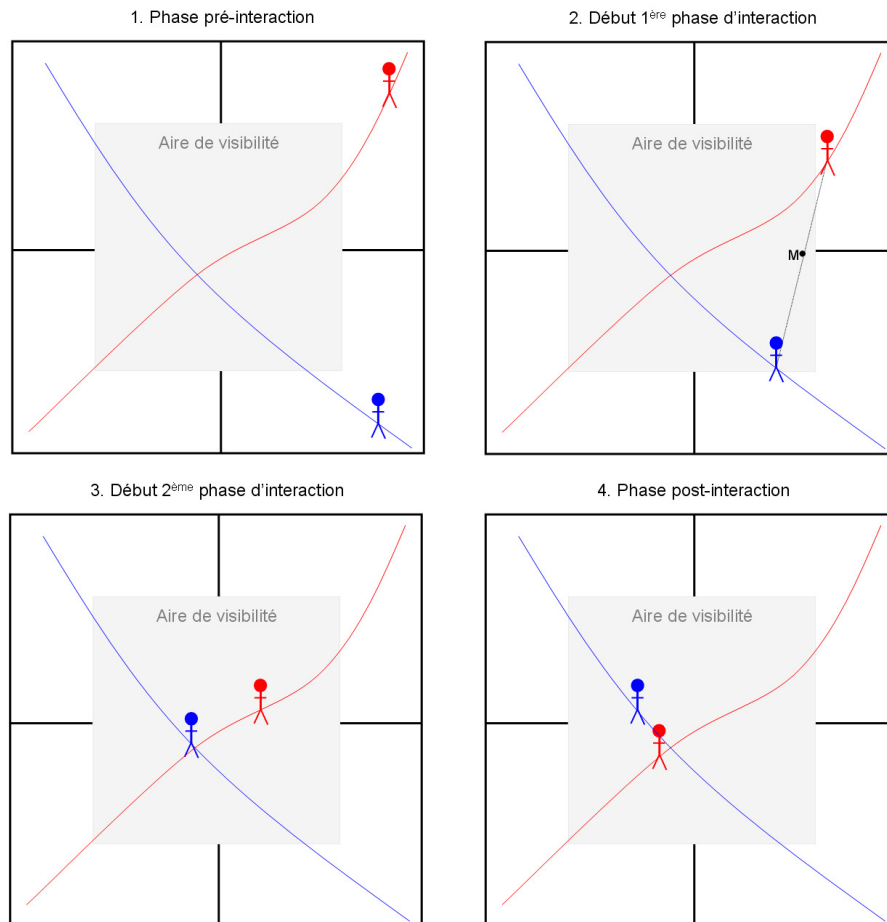 1. Phase pré-interaction
2. Début 1ère phase d’interaction
Aire de visibilité
Aire de visibilité
M
3. Début 2ème phase d’interaction
4. Phase post-interaction
Aire de visibilité
Aire de visibilité